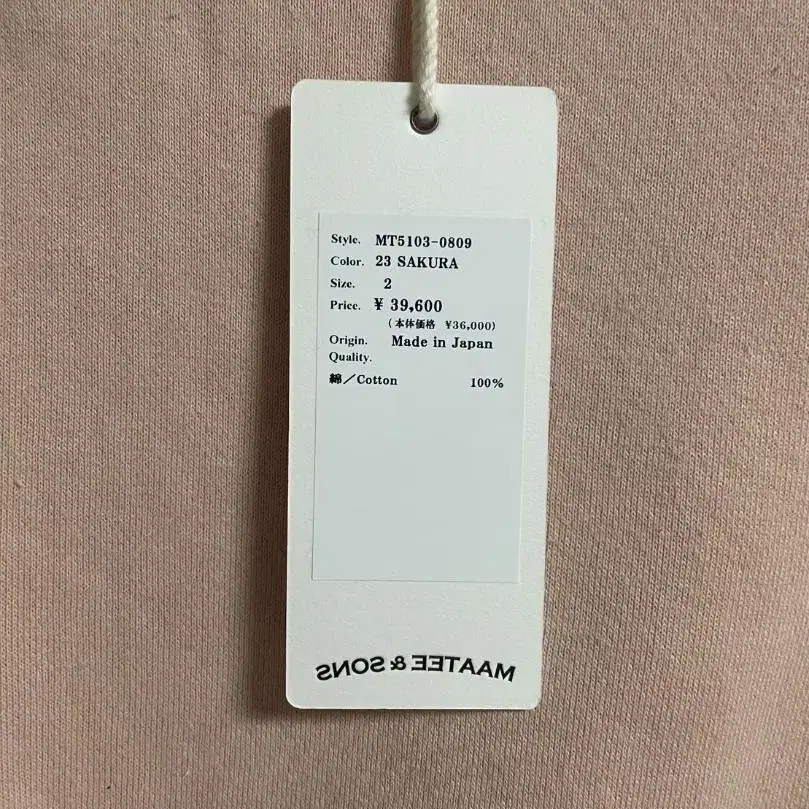 Style. MT5103-0809
Color. 23 SAKURA
Size. 2
Price. ¥ 39,600
(本体価格 ¥36,000)
Origin. Made in Japan
Quality.
綿/Cotton 100%
MAATEE & SONS